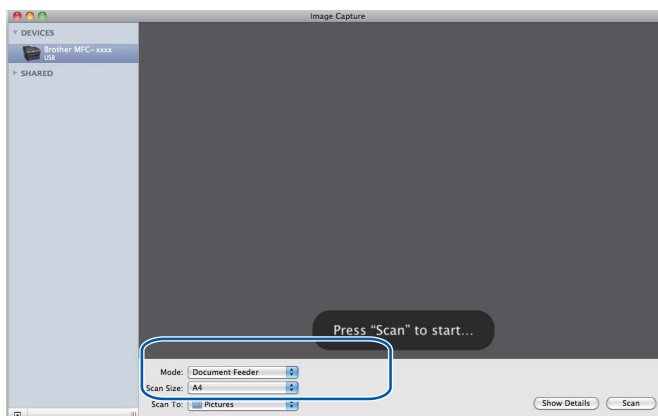 Image Capture
DEVICES
Brother MFC-xxxx
USB
SHARED
Press “Scan” to start...
Mode: Document Feeder
Scan Size: A4
Scan To: Pictures
Show Details Scan